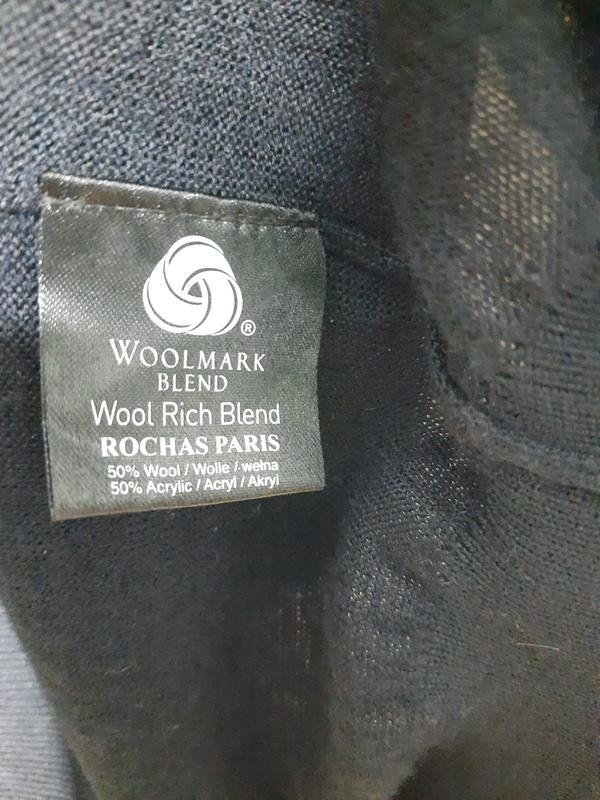 ®
WOOLMARK
BLEND
Wool Rich Blend
ROCHAS PARIS
50% Wool / Wolle / wełna
50% Acrylic / Acryl / Akryl